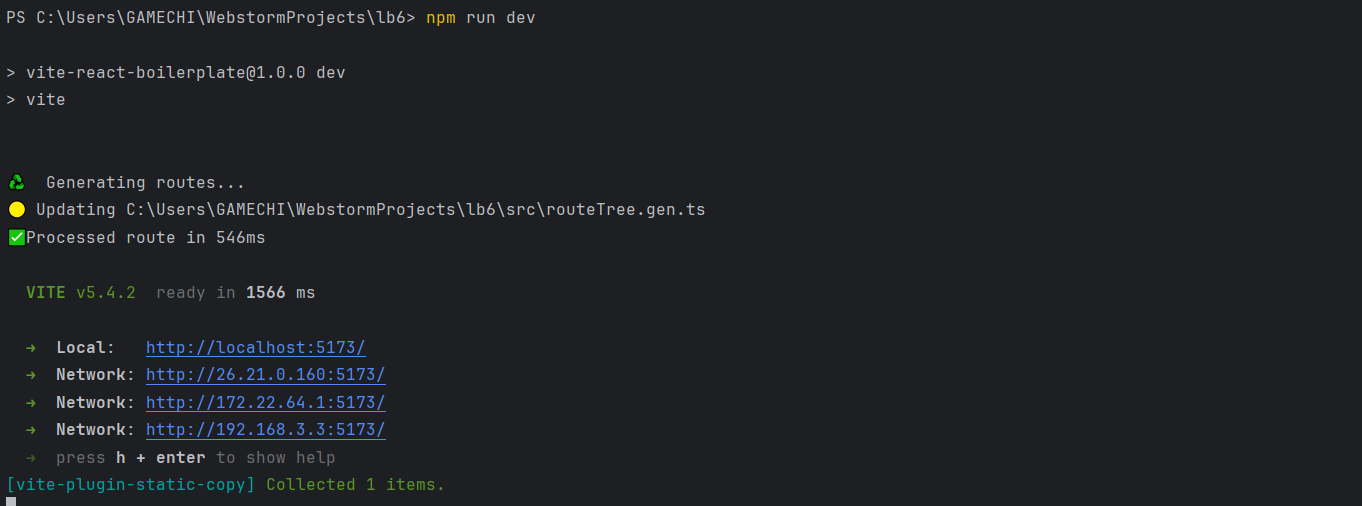 PS C:\Users\GAMECHI\WebstormProjects\lb6> npm run dev
> vite-react-boilerplate@1.0.0 dev
> vite
♻️  Generating routes...
🟡 Updating C:\Users\GAMECHI\WebstormProjects\lb6\src\routeTree.gen.ts
✅Processed route in 546ms
VITE v5.4.2  ready in 1566 ms
➜  Local:   http://localhost:5173/
➜  Network: http://26.21.0.160:5173/
➜  Network: http://172.22.64.1:5173/
➜  Network: http://192.168.3.3:5173/
➜  press h + enter to show help
[vite-plugin-static-copy] Collected 1 items.